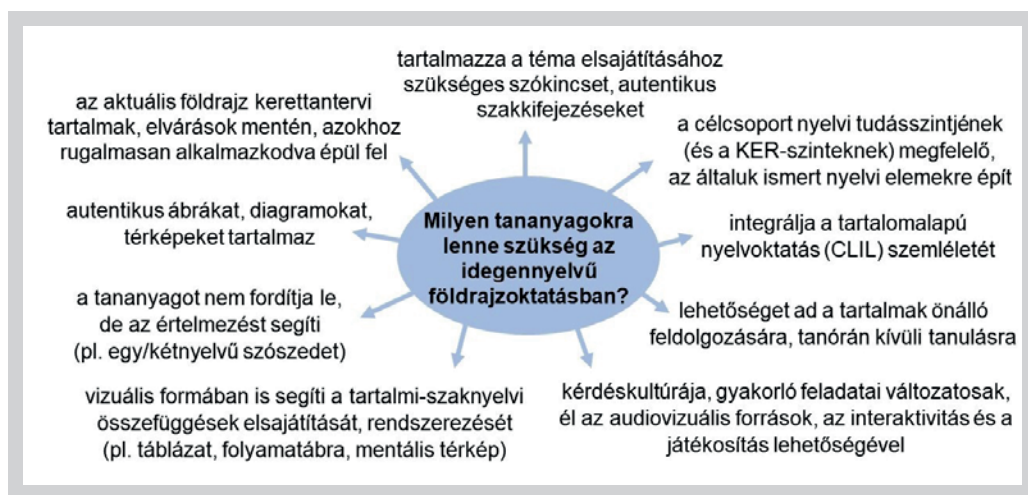 tartalmazza a téma elsajátításához
szükséges szókincset, autentikus
szakkifejezéseket
az aktuális földrajz kerettantervi
tartalmak, elvárások mentén, azokhoz
rugalmasan alkalmazkodva épül fel
a célcsoport nyelvi tudásszintjének
(és a KER-szinteknek) megfelelő,
az általuk ismert nyelvi elemekre épít
autentikus ábrákat, diagramokat,
térképeket tartalmaz
Milyen tananyagokra
lenne szükség az
idegennyelvű
földrajzoktatásban?
integrálja a tartalomalapú
nyelvoktatás (CLIL) szemléletét
a tananyagot nem fordítja le,
de az értelmezést segíti
(pl. egy/kétnyelvű szószedet)
lehetőséget ad a tartalmak önálló
feldolgozására, tanórán kívüli tanulásra
vizuális formában is segíti a tartalmi-szaknyelvi
összefüggések elsajátítását, rendszerezését
(pl. táblázat, folyamatábra, mentális térkép)
kérdéskultúrája, gyakorló feladatai változatosak,
él az audiovizuális források, az interaktivitás és a
játékosítás lehetőségével